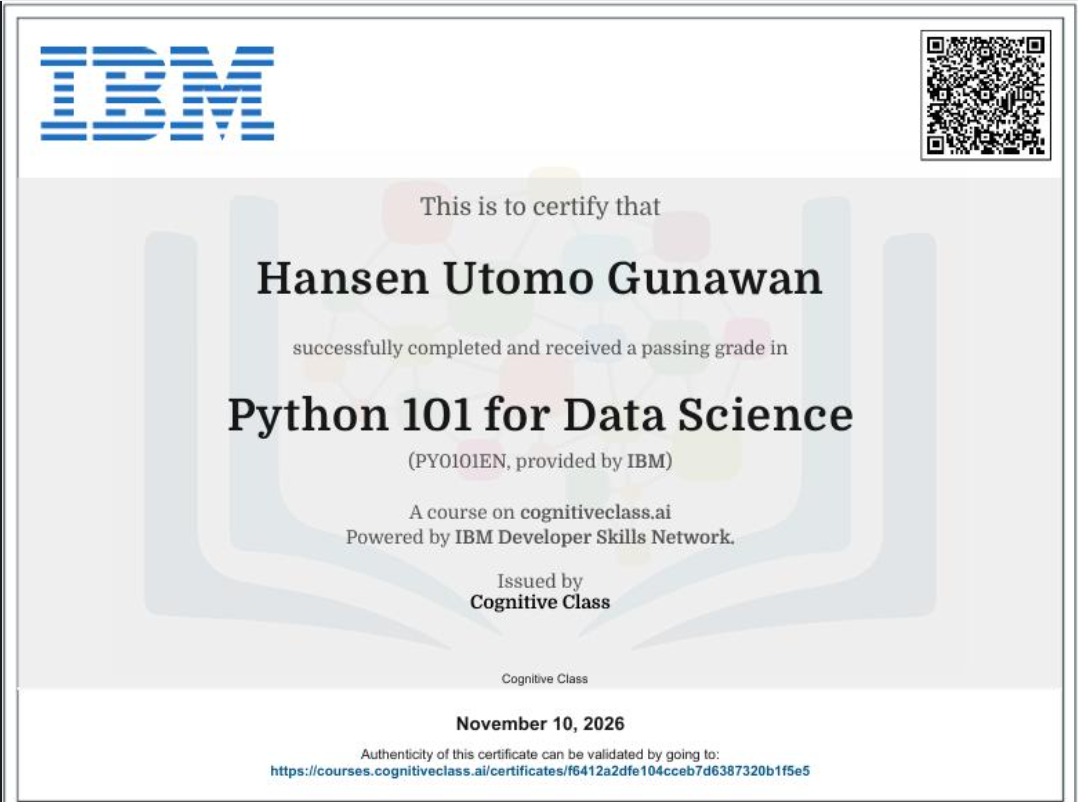 IBM
This is to certify that
Hansen Utomo Gunawan
successfully completed and received a passing grade in
Python 101 for Data Science
(PY0101EN, provided by IBM)
A course on cognitiveclass.ai
Powered by IBM Developer Skills Network.
Issued by
Cognitive Class
Cognitive Class
November 10, 2026
Authenticity of this certificate can be validated by going to:
https://courses.cognitiveclass.ai/certificates/f6412a2dfe104cceb7d6387320b1f5e5